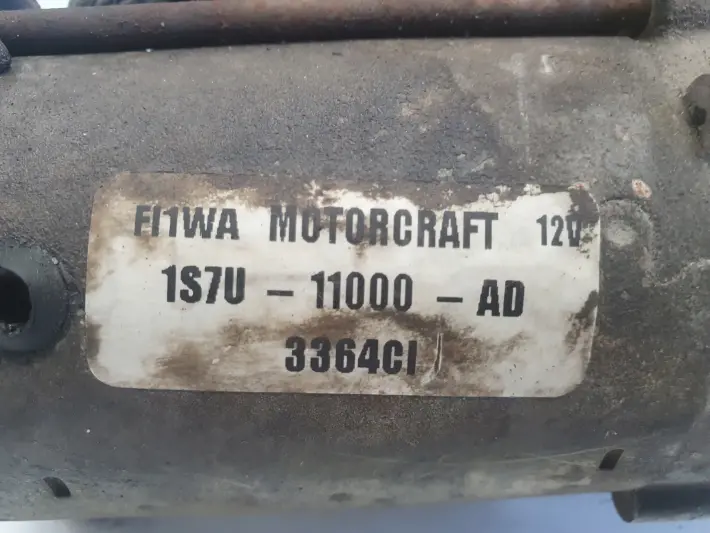 FI1WA MOTORCRAFT 12V
1S7U - 11000 - AD
3364CI